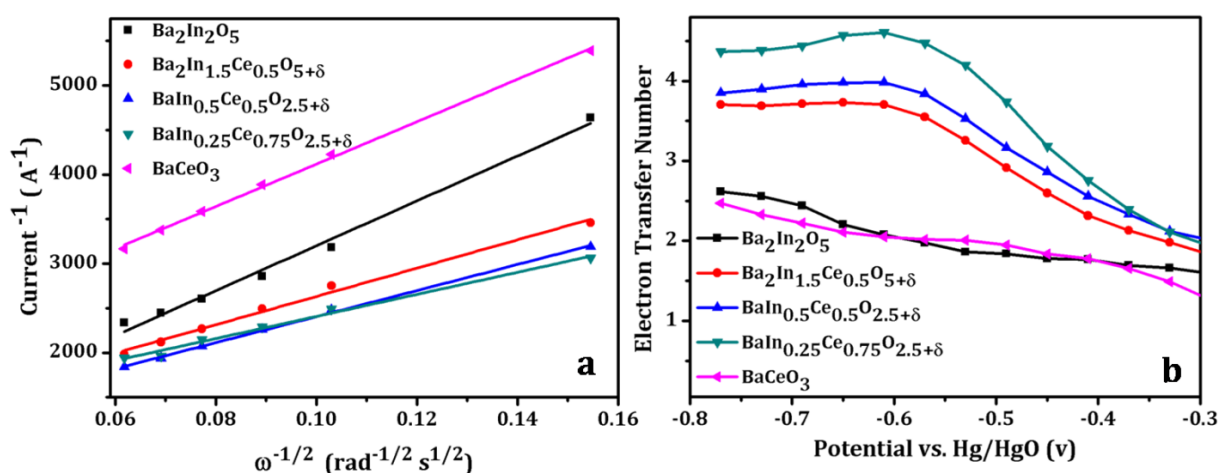 Ba₂In₂O₅
Ba₂In₁.₅Ce₀.₅O₅₊δ
BaIn₀.₅Ce₀.₅O₂.₅₊δ
BaIn₀.₂₅Ce₀.₇₅O₂.₅₊δ
BaCeO₃
5000
4000
3000
2000
Current⁻¹ ( A⁻¹)
a
0.06 0.08 0.10 0.12 0.14 0.16
ω⁻¹/² (rad⁻¹/² s¹/²)
4
3
2
1
Electron Transfer Number
Ba₂In₂O₅
Ba₂In₁.₅Ce₀.₅O₅₊δ
BaIn₀.₅Ce₀.₅O₂.₅₊δ
BaIn₀.₂₅Ce₀.₇₅O₂.₅₊δ
BaCeO₃
b
-0.8 -0.7 -0.6 -0.5 -0.4 -0.3
Potential vs. Hg/HgO (v)